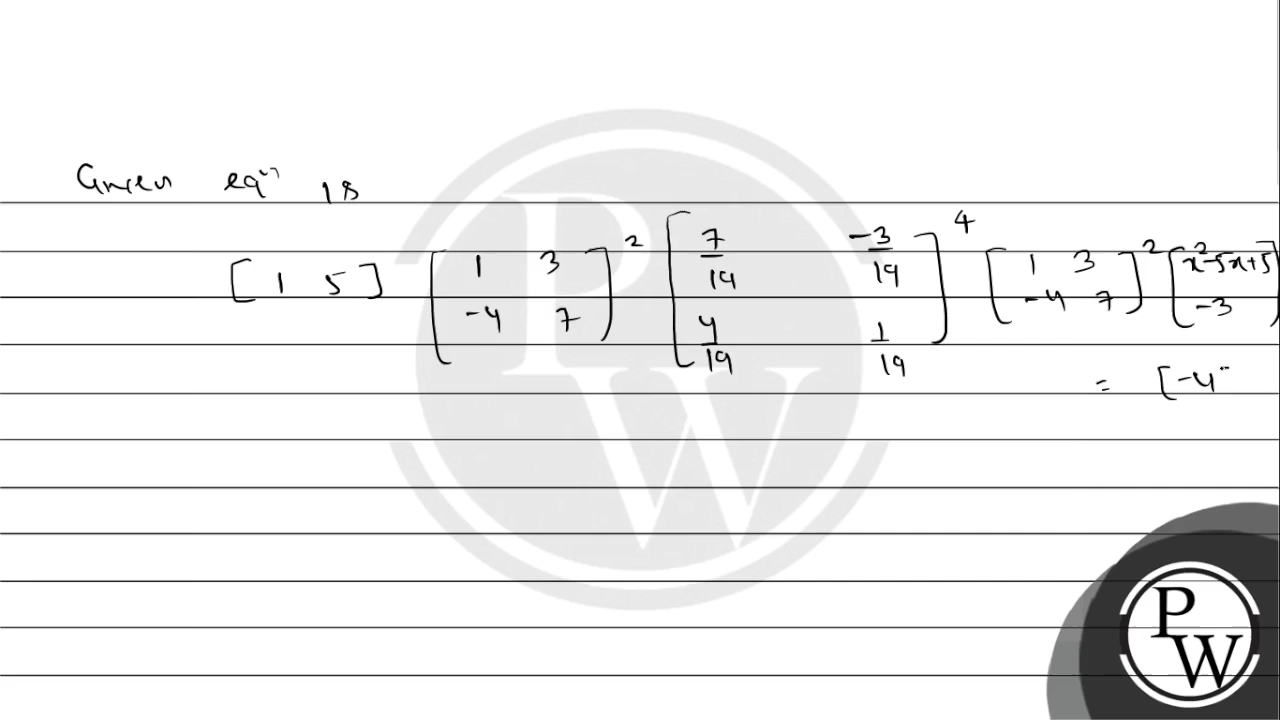 Given eqn is
[1 5] [1 3 -4 7]² [7/19 -3/19 4/19 1/19]⁴ [1 3 -4 7]² [x²-5x+5 -3]
= [-4
P
W
P
W